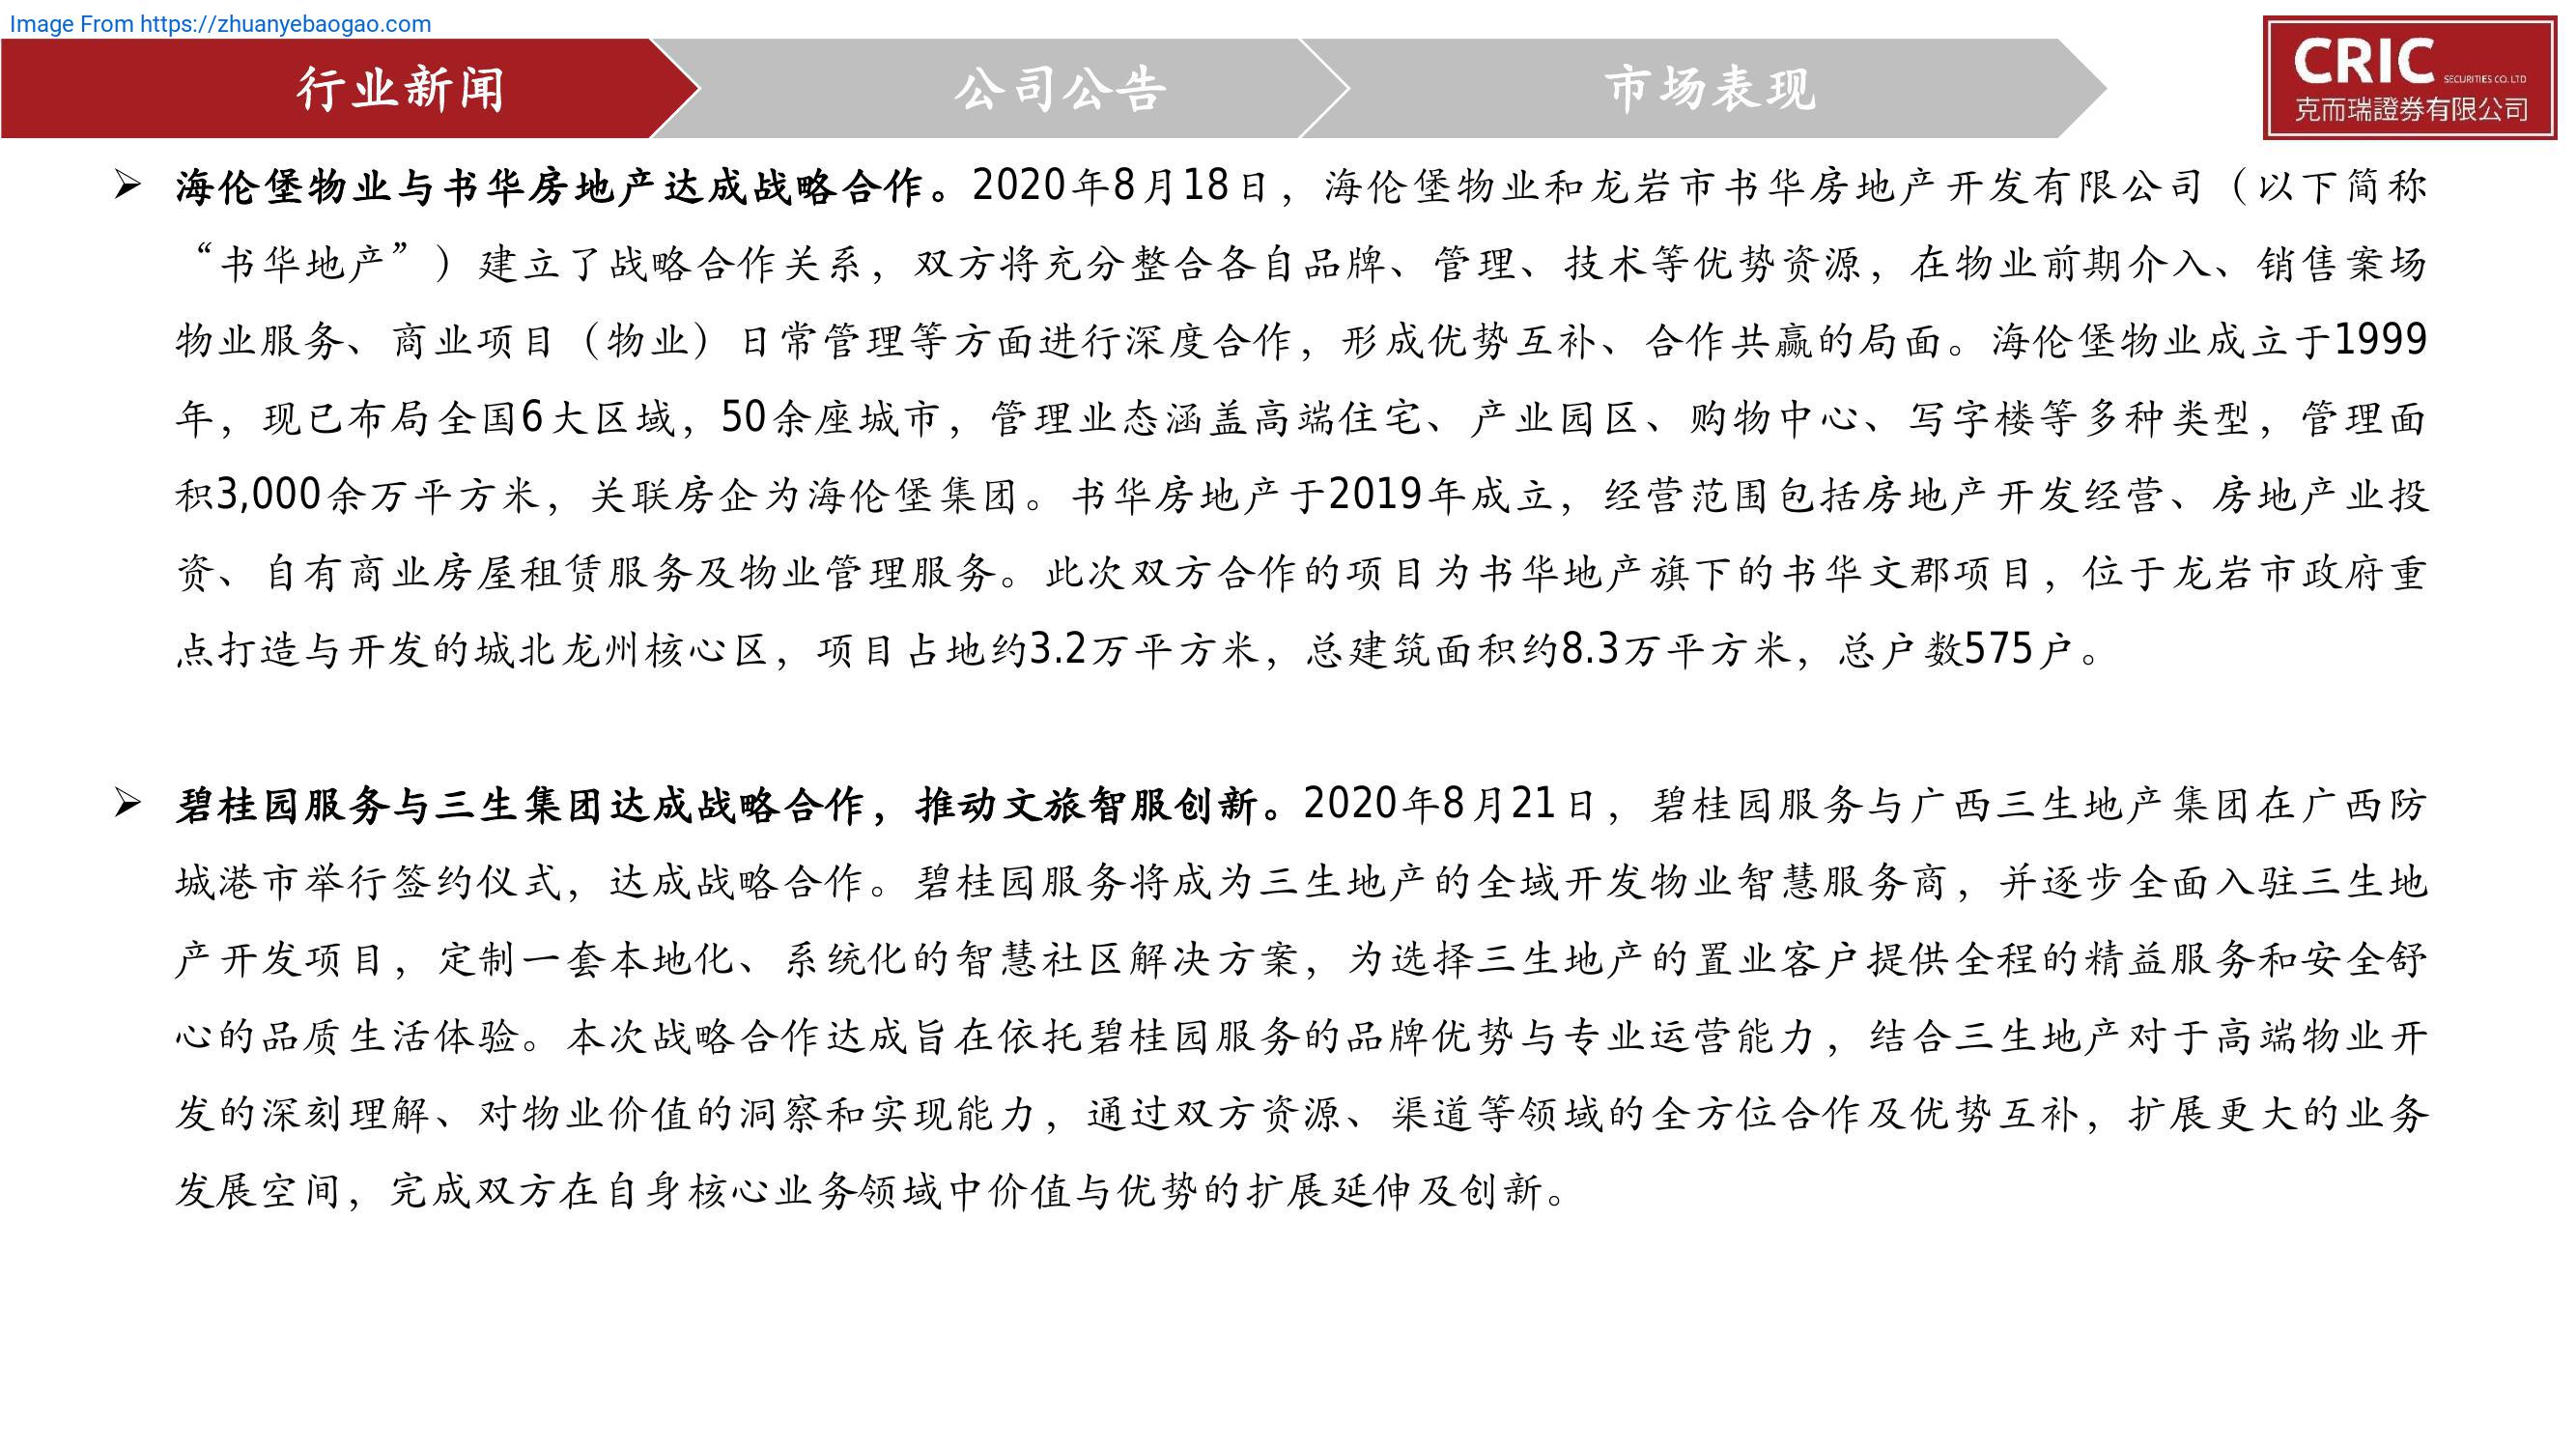 Image From https://zhuanyebaogao.com
行业新闻
公司公告
市场表现
CRIC SECURITIES CO. LTD
克而瑞證券有限公司
➢ 海伦堡物业与书华房地产达成战略合作。2020年8月18日，海伦堡物业和龙岩市书华房地产开发有限公司（以下简称
“书华地产”）建立了战略合作关系，双方将充分整合各自品牌、管理、技术等优势资源，在物业前期介入、销售案场
物业服务、商业项目（物业）日常管理等方面进行深度合作，形成优势互补、合作共赢的局面。海伦堡物业成立于1999
年，现已布局全国6大区域，50余座城市，管理业态涵盖高端住宅、产业园区、购物中心、写字楼等多种类型，管理面
积3,000余万平方米，关联房企为海伦堡集团。书华房地产于2019年成立，经营范围包括房地产开发经营、房地产业投
资、自有商业房屋租赁服务及物业管理服务。此次双方合作的项目为书华地产旗下的书华文郡项目，位于龙岩市政府重
点打造与开发的城北龙州核心区，项目占地约3.2万平方米，总建筑面积约8.3万平方米，总户数575户。
➢ 碧桂园服务与三生集团达成战略合作，推动文旅智服创新。2020年8月21日，碧桂园服务与广西三生地产集团在广西防
城港市举行签约仪式，达成战略合作。碧桂园服务将成为三生地产的全域开发物业智慧服务商，并逐步全面入驻三生地
产开发项目，定制一套本地化、系统化的智慧社区解决方案，为选择三生地产的置业客户提供全程的精益服务和安全舒
心的品质生活体验。本次战略合作达成旨在依托碧桂园服务的品牌优势与专业运营能力，结合三生地产对于高端物业开
发的深刻理解、对物业价值的洞察和实现能力，通过双方资源、渠道等领域的全方位合作及优势互补，扩展更大的业务
发展空间，完成双方在自身核心业务领域中价值与优势的扩展延伸及创新。